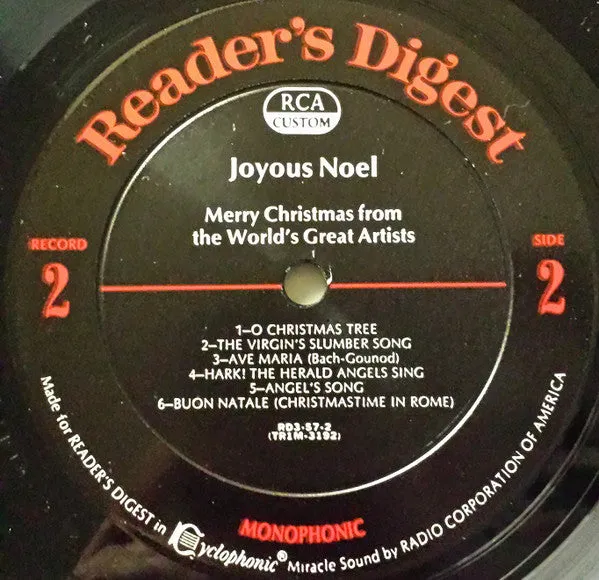 Reader's Digest
RCA
CUSTOM
Joyous Noel
Merry Christmas from
the World's Great Artists
RECORD
2
SIDE
2
1—O CHRISTMAS TREE
2—THE VIRGIN'S SLUMBER SONG
3—AVE MARIA (Bach-Gounod)
4—HARK! THE HERALD ANGELS SING
5—ANGEL'S SONG
6—BUON NATALE (CHRISTMASTIME IN ROME)
RD3-57-2
(TR1M-3192)
MONOPHONIC
Made for READER'S DIGEST in Cyclophonic® Miracle Sound by RADIO CORPORATION OF AMERICA